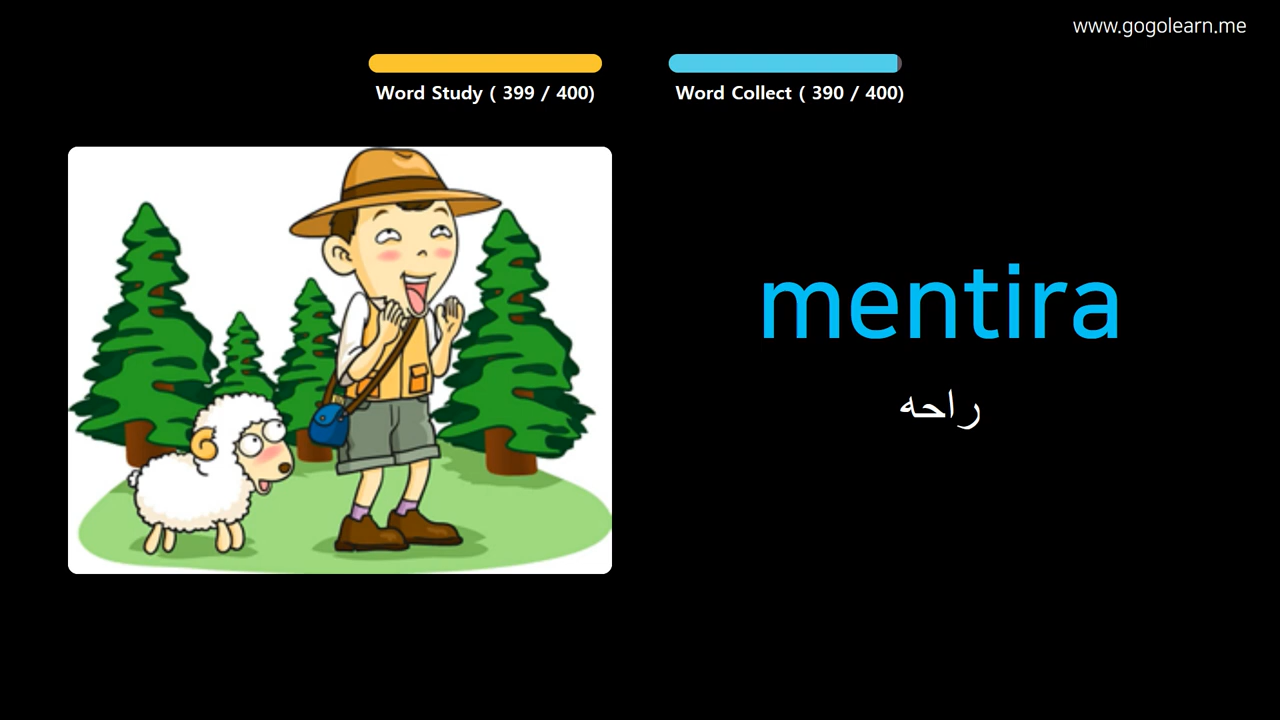 www.gogolearn.me
Word Study ( 399 / 400)
Word Collect ( 390 / 400)
mentira
راحه